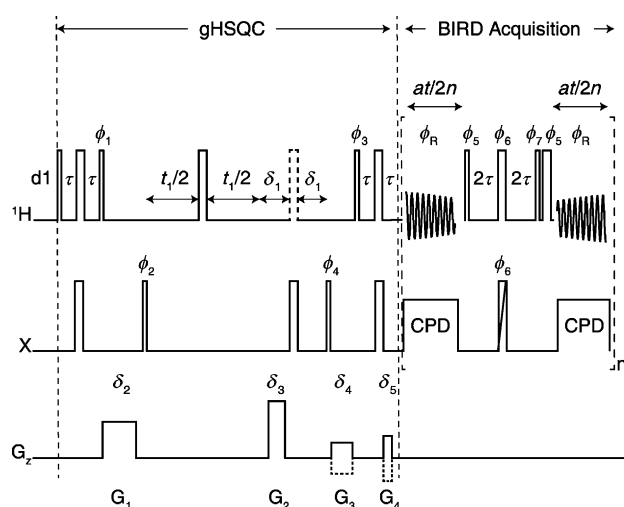 gHSQC BIRD Acquisition
at/2n at/2n
ϕ1 ϕ3 ϕR ϕ5 ϕ6 ϕ7 ϕ5 ϕR
d1 τ τ t1/2 t1/2 δ1 δ1 τ τ 2τ 2τ
1H
ϕ2 ϕ4 ϕ6
CPD CPD
X
n
δ2 δ3 δ4 δ5
Gz
G1 G2 G3 G4